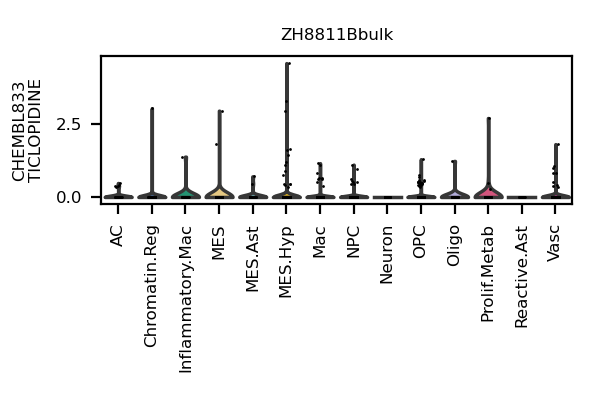 ZH8811Bbulk
CHEMBL833
TICLOPIDINE
2.5
0.0
AC
Chromatin.Reg
Inflammatory.Mac
MES
MES.Ast
MES.Hyp
Mac
NPC
Neuron
OPC
Oligo
Prolif.Metab
Reactive.Ast
Vasc